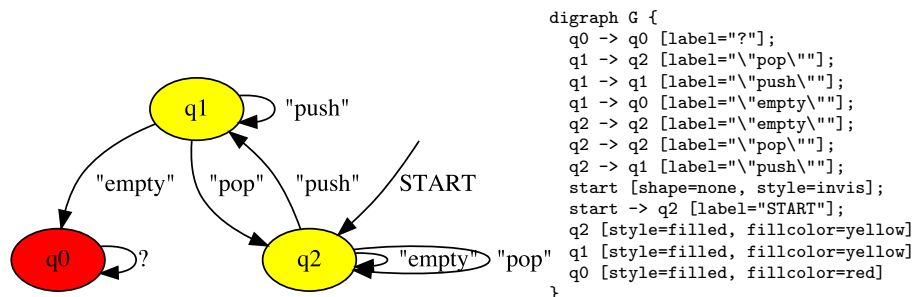 q1
"push"
"empty"
"pop"
"push"
START
q0
?
q2
"empty"
"pop"
digraph G {
q0 -> q0 [label="?"];
q1 -> q2 [label="\"pop\""];
q1 -> q1 [label="\"push\""];
q1 -> q0 [label="\"empty\""];
q2 -> q2 [label="\"empty\""];
q2 -> q2 [label="\"pop\""];
q2 -> q1 [label="\"push\""];
start [shape=none, style=invis];
start -> q2 [label="START"];
q2 [style=filled, fillcolor=yellow]
q1 [style=filled, fillcolor=yellow]
q0 [style=filled, fillcolor=red]
}